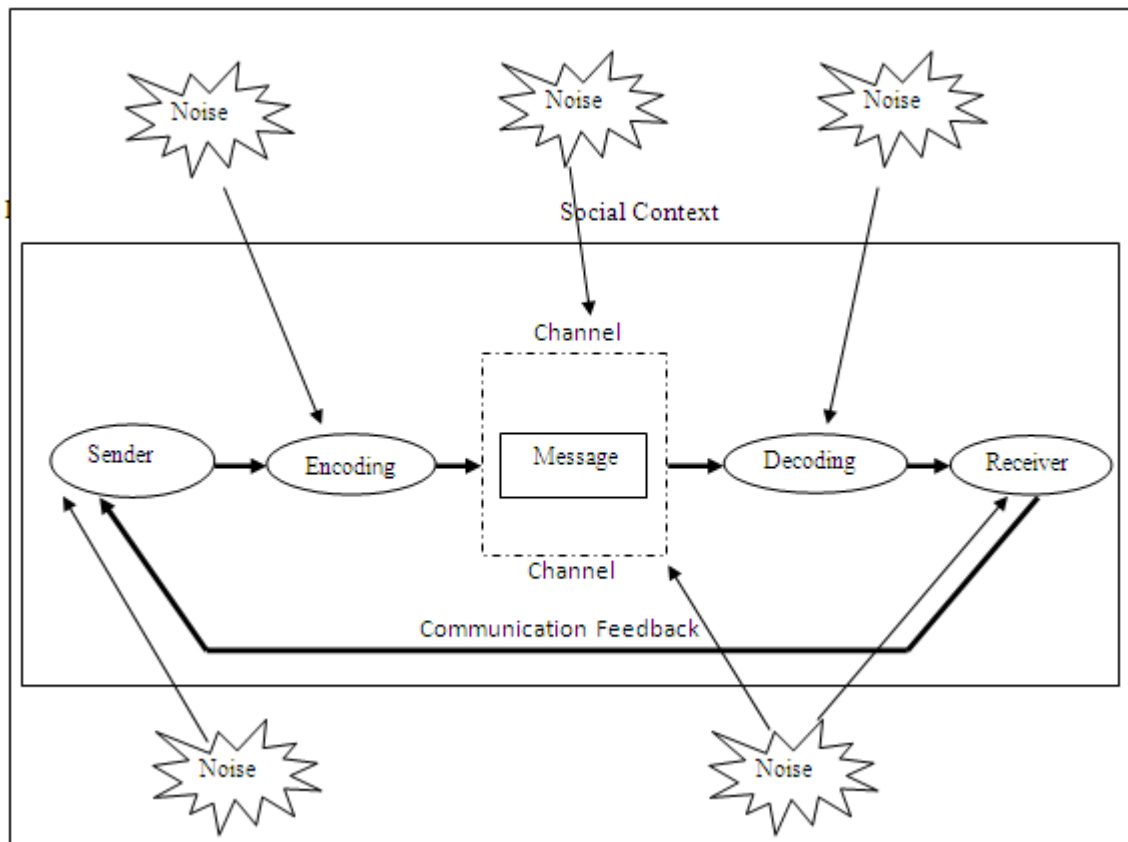 Noise
Noise
Noise
Social Context
Channel
Sender
Encoding
Message
Decoding
Receiver
Channel
Communication Feedback
Noise
Noise